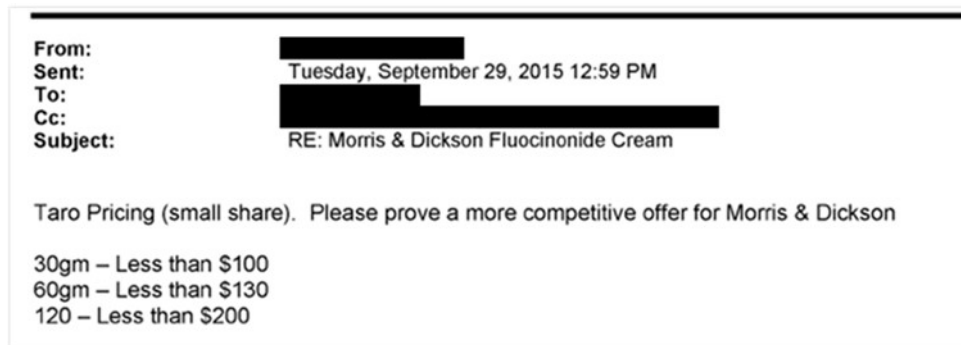 From:
Sent: Tuesday, September 29, 2015 12:59 PM
To:
Cc:
Subject: RE: Morris & Dickson Fluocinonide Cream
Taro Pricing (small share). Please prove a more competitive offer for Morris & Dickson
30gm – Less than $100
60gm – Less than $130
120 – Less than $200